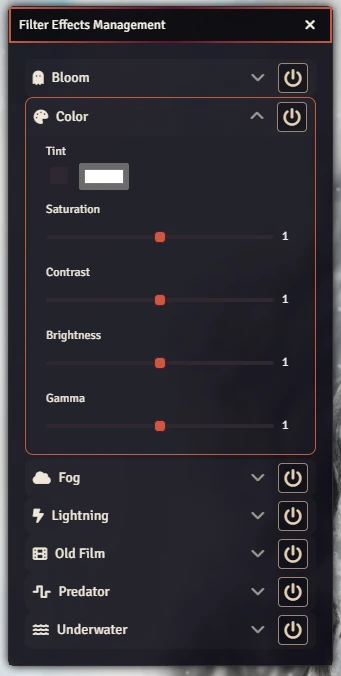 Filter Effects Management
Bloom
Color
Tint
Saturation
1
Contrast
1
Brightness
1
Gamma
1
Fog
Lightning
Old Film
Predator
Underwater